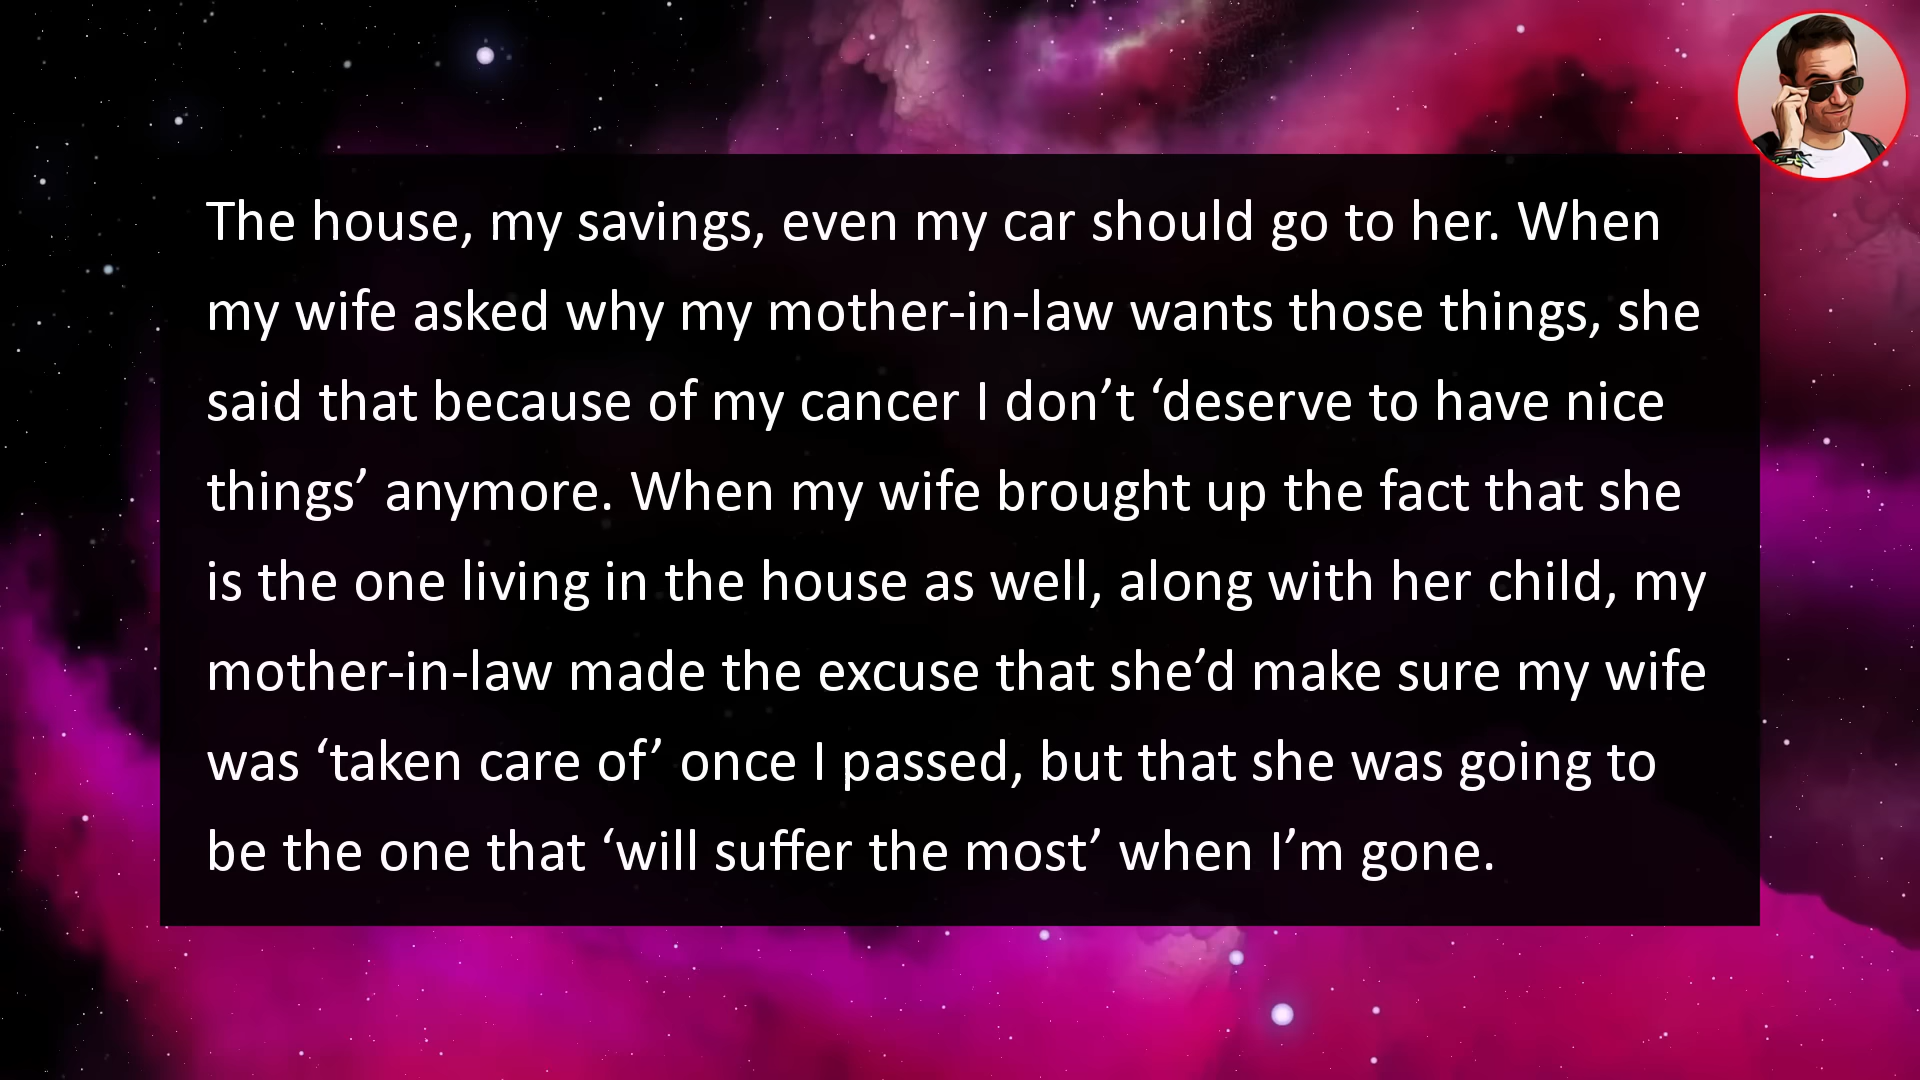 The house, my savings, even my car should go to her. When
my wife asked why my mother-in-law wants those things, she
said that because of my cancer I don’t ‘deserve to have nice
things’ anymore. When my wife brought up the fact that she
is the one living in the house as well, along with her child, my
mother-in-law made the excuse that she’d make sure my wife
was ‘taken care of’ once I passed, but that she was going to
be the one that ‘will suffer the most’ when I’m gone.